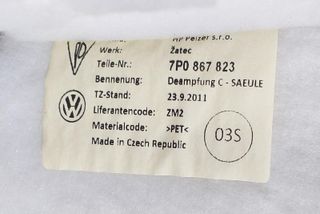 HP Pelzer s.r.o.
Werk: Žatec
Teile-Nr.: 7P0 867 823
Benennung: Deampfung C - SAEULE
TZ-Stand: 23.9.2011
Liferantencode: ZM2
Materialcode: >PET<
Made in Czech Republic
03S